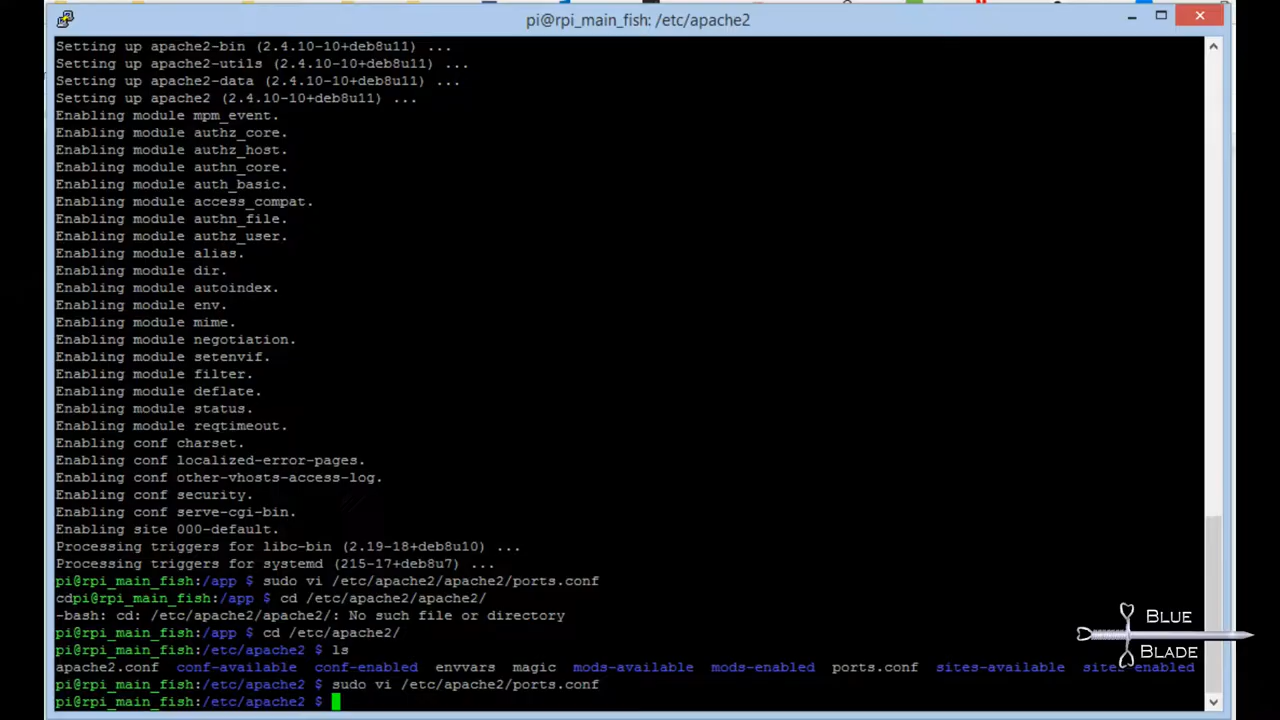 pi@rpi_main_fish: /etc/apache2
Setting up apache2-bin (2.4.10-10+deb8u11) ...
Setting up apache2-utils (2.4.10-10+deb8u11) ...
Setting up apache2-data (2.4.10-10+deb8u11) ...
Setting up apache2 (2.4.10-10+deb8u11) ...
Enabling module mpm_event.
Enabling module authz_core.
Enabling module authz_host.
Enabling module authn_core.
Enabling module auth_basic.
Enabling module access_compat.
Enabling module authn_file.
Enabling module authz_user.
Enabling module alias.
Enabling module dir.
Enabling module autoindex.
Enabling module env.
Enabling module mime.
Enabling module negotiation.
Enabling module setenvif.
Enabling module filter.
Enabling module deflate.
Enabling module status.
Enabling module reqtimeout.
Enabling conf charset.
Enabling conf localized-error-pages.
Enabling conf other-vhosts-access-log.
Enabling conf security.
Enabling conf serve-cgi-bin.
Enabling site 000-default.
Processing triggers for libc-bin (2.19-18+deb8u10) ...
Processing triggers for systemd (215-17+deb8u7) ...
pi@rpi_main_fish:/app $ sudo vi /etc/apache2/apache2/ports.conf
cdpi@rpi_main_fish:/app $ cd /etc/apache2/apache2/
-bash: cd: /etc/apache2/apache2/: No such file or directory
pi@rpi_main_fish:/app $ cd /etc/apache2/
pi@rpi_main_fish:/etc/apache2 $ ls
apache2.conf conf-available conf-enabled envvars magic mods-available mods-enabled ports.conf sites-available sites-enabled
pi@rpi_main_fish:/etc/apache2 $ sudo vi /etc/apache2/ports.conf
pi@rpi_main_fish:/etc/apache2 $
Blue
Blade